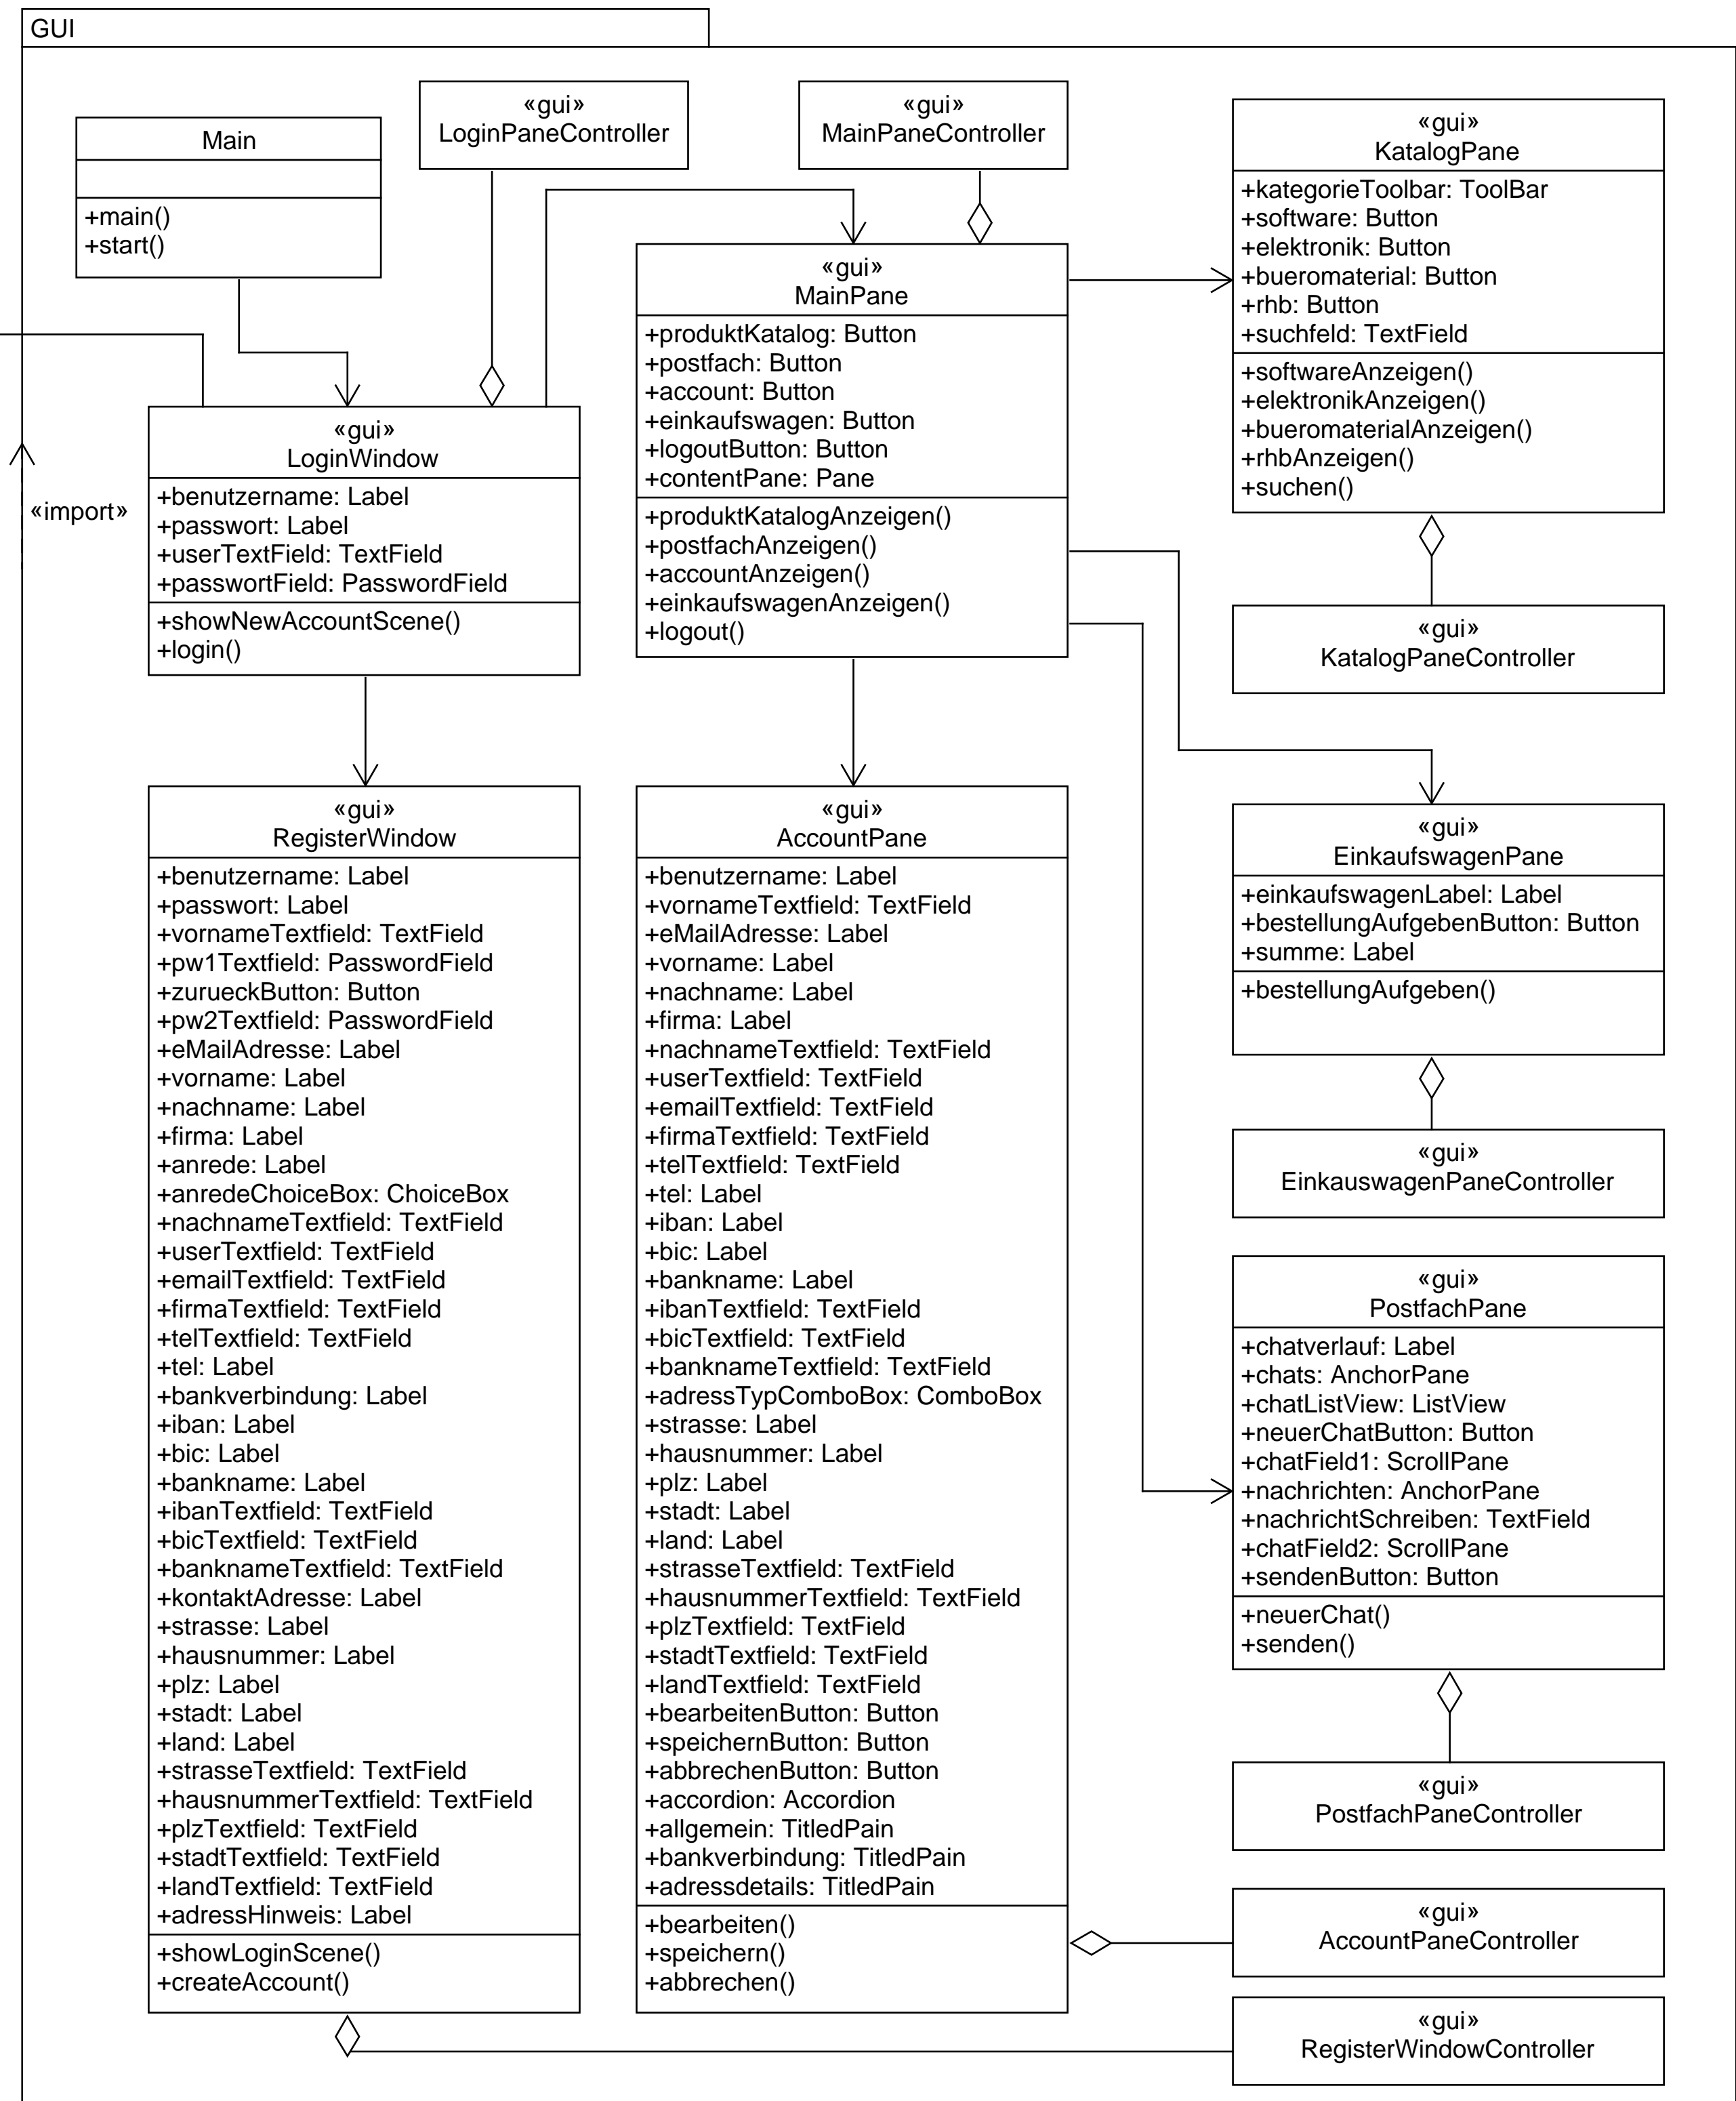 GUI
Main
+main()
+start()
«gui»
LoginPaneController
«gui»
MainPaneController
«gui»
KatalogPane
+kategorieToolbar: ToolBar
+software: Button
+elektronik: Button
+bueromaterial: Button
+rhb: Button
+suchfeld: TextField
+softwareAnzeigen()
+elektronikAnzeigen()
+bueromaterialAnzeigen()
+rhbAnzeigen()
+suchen()
«gui»
MainPane
+produktKatalog: Button
+postfach: Button
+account: Button
+einkaufswagen: Button
+logoutButton: Button
+contentPane: Pane
+produktKatalogAnzeigen()
+postfachAnzeigen()
+accountAnzeigen()
+einkaufswagenAnzeigen()
+logout()
«gui»
LoginWindow
+benutzername: Label
+passwort: Label
+userTextField: TextField
+passwortField: PasswordField
+showNewAccountScene()
+login()
«import»
«gui»
KatalogPaneController
«gui»
RegisterWindow
+benutzername: Label
+passwort: Label
+vornameTextfield: TextField
+pw1Textfield: PasswordField
+zurueckButton: Button
+pw2Textfield: PasswordField
+eMailAdresse: Label
+vorname: Label
+nachname: Label
+firma: Label
+anrede: Label
+anredeChoiceBox: ChoiceBox
+nachnameTextfield: TextField
+userTextfield: TextField
+emailTextfield: TextField
+firmaTextfield: TextField
+telTextfield: TextField
+tel: Label
+bankverbindung: Label
+iban: Label
+bic: Label
+bankname: Label
+ibanTextfield: TextField
+bicTextfield: TextField
+banknameTextfield: TextField
+kontaktAdresse: Label
+strasse: Label
+hausnummer: Label
+plz: Label
+stadt: Label
+land: Label
+strasseTextfield: TextField
+hausnummerTextfield: TextField
+plzTextfield: TextField
+stadtTextfield: TextField
+landTextfield: TextField
+adressHinweis: Label
+showLoginScene()
+createAccount()
«gui»
AccountPane
+benutzername: Label
+vornameTextfield: TextField
+eMailAdresse: Label
+vorname: Label
+nachname: Label
+firma: Label
+nachnameTextfield: TextField
+userTextfield: TextField
+emailTextfield: TextField
+firmaTextfield: TextField
+telTextfield: TextField
+tel: Label
+iban: Label
+bic: Label
+bankname: Label
+ibanTextfield: TextField
+bicTextfield: TextField
+banknameTextfield: TextField
+adressTypComboBox: ComboBox
+strasse: Label
+hausnummer: Label
+plz: Label
+stadt: Label
+land: Label
+strasseTextfield: TextField
+hausnummerTextfield: TextField
+plzTextfield: TextField
+stadtTextfield: TextField
+landTextfield: TextField
+bearbeitenButton: Button
+speichernButton: Button
+abbrechenButton: Button
+accordion: Accordion
+allgemein: TitledPain
+bankverbindung: TitledPain
+adressdetails: TitledPain
+bearbeiten()
+speichern()
+abbrechen()
«gui»
EinkaufswagenPane
+einkaufswagenLabel: Label
+bestellungAufgebenButton: Button
+summe: Label
+bestellungAufgeben()
«gui»
EinkauswagenPaneController
«gui»
PostfachPane
+chatverlauf: Label
+chats: AnchorPane
+chatListView: ListView
+neuerChatButton: Button
+chatField1: ScrollPane
+nachrichten: AnchorPane
+nachrichtSchreiben: TextField
+chatField2: ScrollPane
+sendenButton: Button
+neuerChat()
+senden()
«gui»
PostfachPaneController
«gui»
AccountPaneController
«gui»
RegisterWindowController